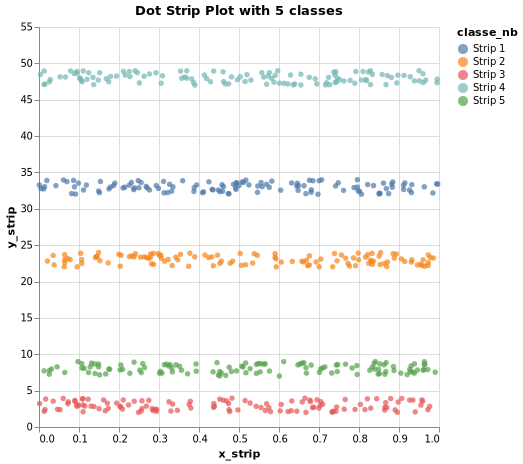 Dot Strip Plot with 5 classes
classe_nb
Strip 1
Strip 2
Strip 3
Strip 4
Strip 5
y_strip
55
50
45
40
35
30
25
20
15
10
5
0
0.0 0.1 0.2 0.3 0.4 0.5 0.6 0.7 0.8 0.9 1.0
x_strip